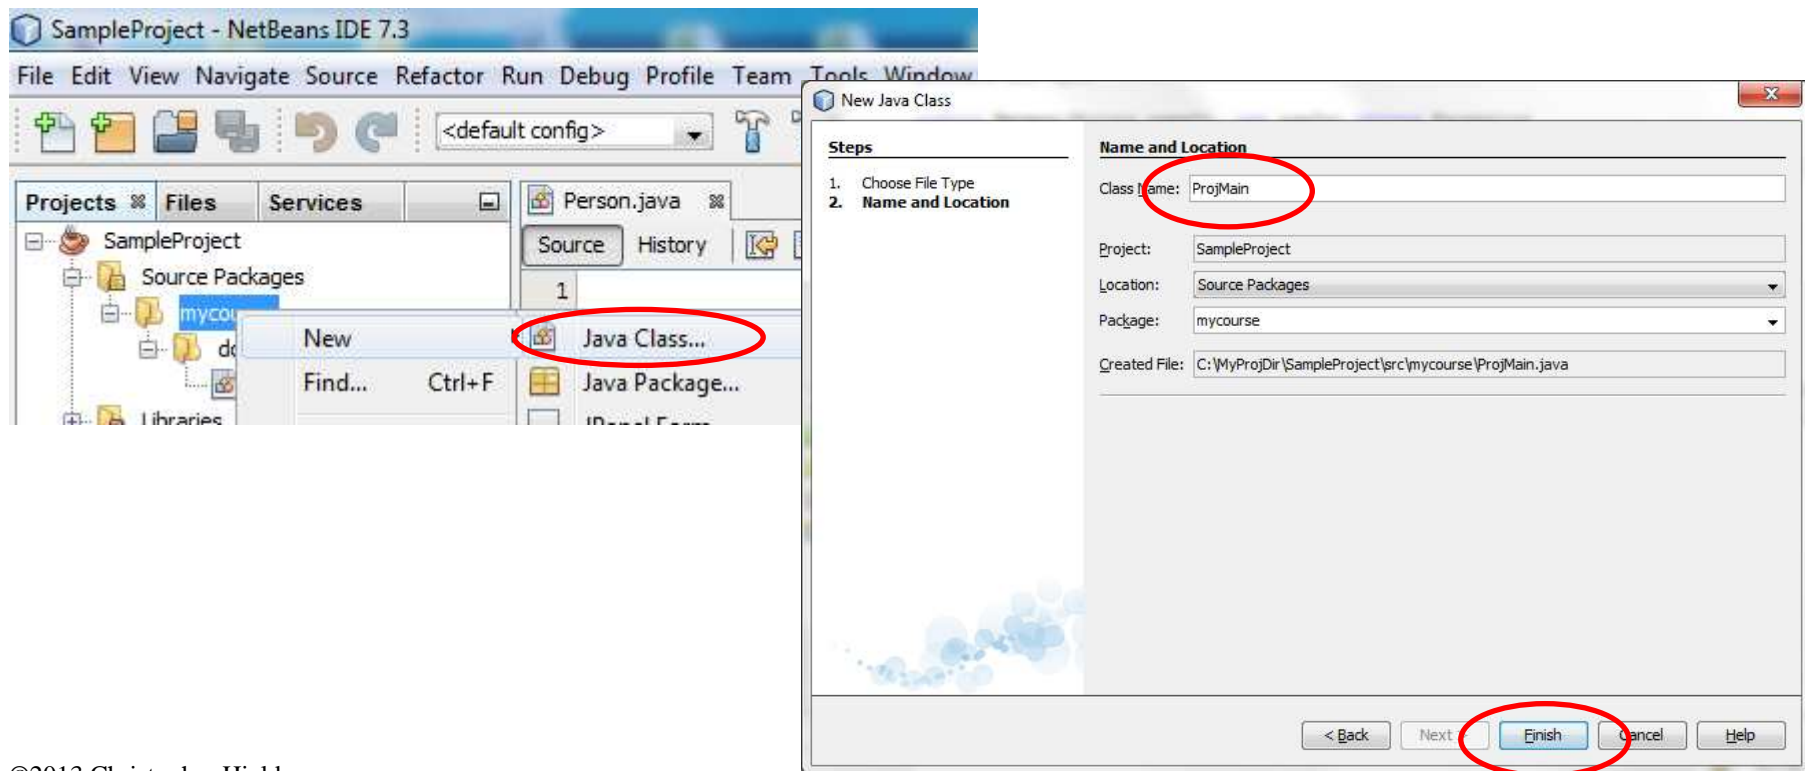 SampleProject - NetBeans IDE 7.3
File Edit View Navigate Source Refactor Run Debug Profile Team Tools Window
<default config>
Projects Files Services
Person.java
SampleProject
Source History
Source Packages
1
New
Java Class...
Find... Ctrl+F
Java Package...
Libraries
New Java Class
Steps
1. Choose File Type
2. Name and Location
Name and Location
Class Name: ProjMain
Project: SampleProject
Location: Source Packages
Package: mycourse
Created File: C:\MyProjDir\SampleProject\src\mycourse\ProjMain.java
< Back Next > Finish Cancel Help
©2013